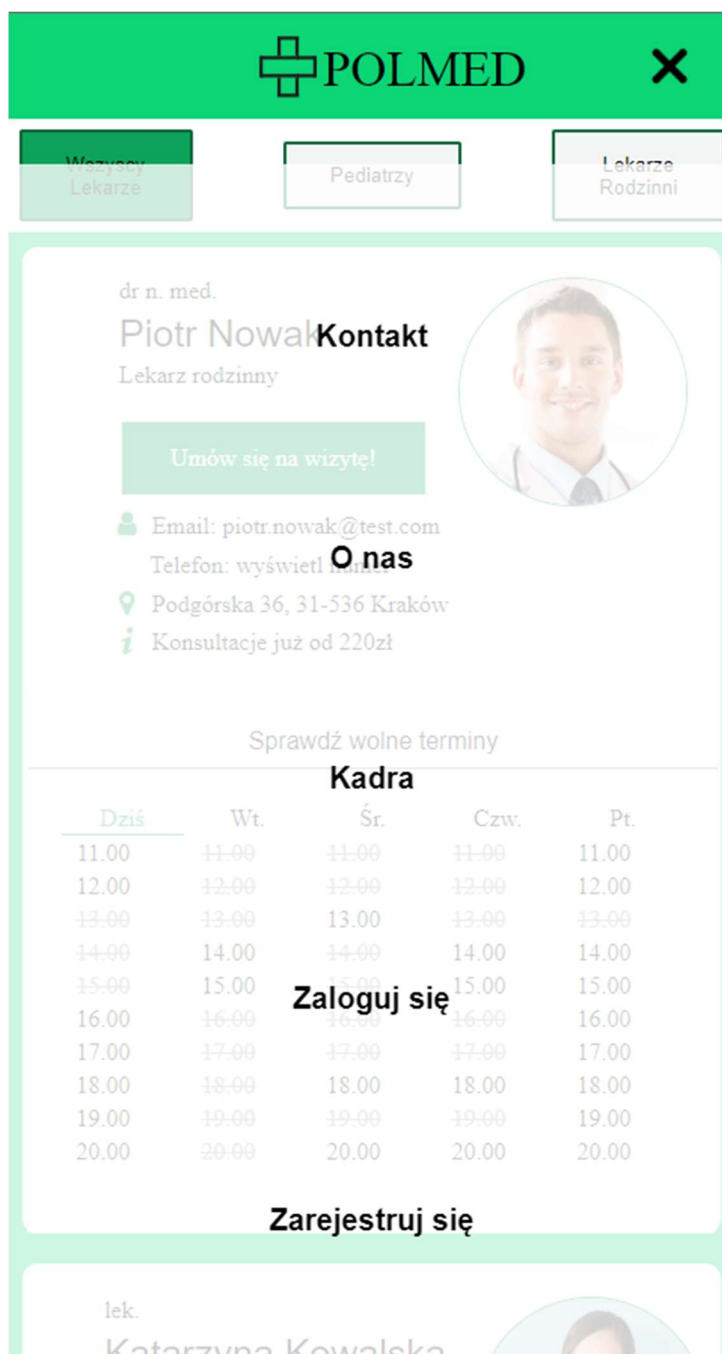 POLMED
Wszyscy
Lekarze
Pediatrzy
Lekarze
Rodzinni
dr n. med.
Piotr Nowak
Kontakt
Lekarz rodzinny
Umów się na wizytę!
Email: piotr.nowak@test.com
Telefon: wyświetl numer
O nas
Podgórska 36, 31-536 Kraków
i Konsultacje już od 220zł
Sprawdź wolne terminy
Kadra
Dziś Wt. Śr. Czw. Pt.
11.00 11.00 11.00 11.00 11.00
12.00 12.00 12.00 12.00 12.00
13.00 13.00 13.00 13.00 13.00
14.00 14.00 14.00 14.00 14.00
15.00 15.00 15.00 15.00 15.00
Zaloguj się
16.00 16.00 16.00 16.00 16.00
17.00 17.00 17.00 17.00 17.00
18.00 18.00 18.00 18.00 18.00
19.00 19.00 19.00 19.00 19.00
20.00 20.00 20.00 20.00 20.00
Zarejestruj się
lek.
Katarzyna Kowalska